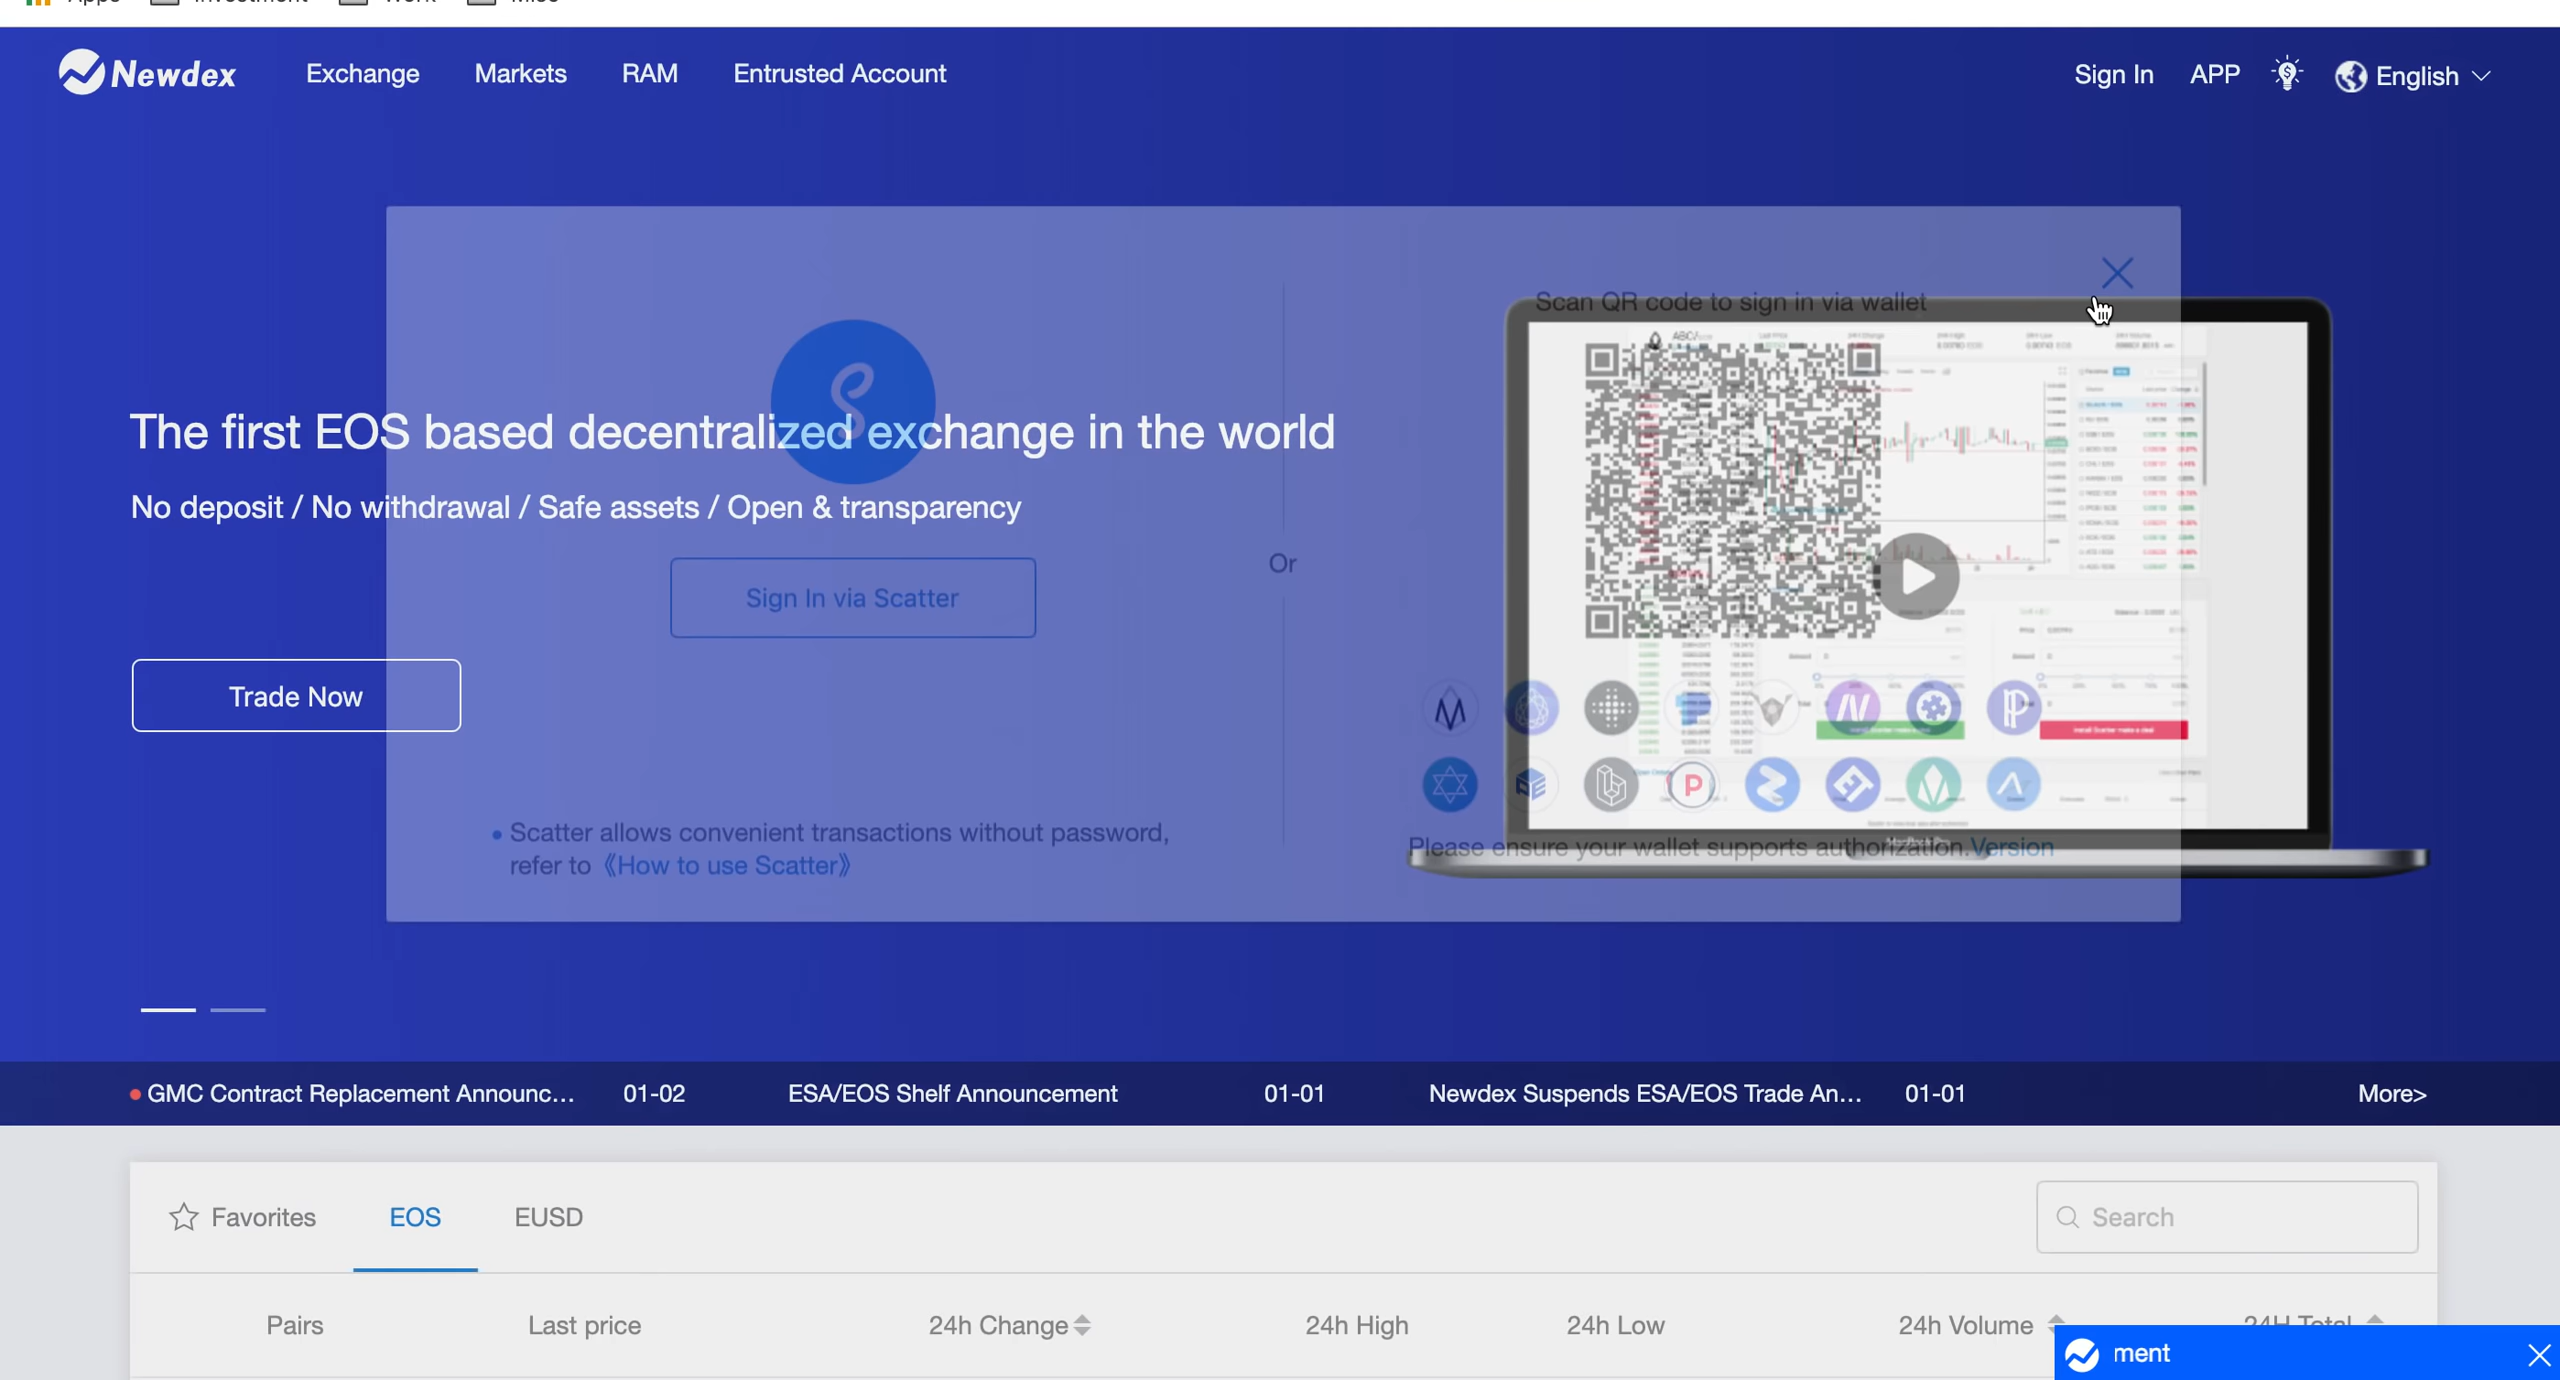 Newdex
Exchange
Markets
RAM
Entrusted Account
Sign In
APP
English
Scan QR code to sign in via wallet
The first EOS based decentralized exchange in the world
No deposit / No withdrawal / Safe assets / Open & transparency
Or
Sign In via Scatter
Trade Now
• Scatter allows convenient transactions without password,
refer to 《How to use Scatter》
Please ensure your wallet supports authorization. Version
GMC Contract Replacement Announc...
01-02
ESA/EOS Shelf Announcement
01-01
Newdex Suspends ESA/EOS Trade An...
01-01
More>
Favorites
EOS
EUSD
Search
Pairs
Last price
24h Change
24h High
24h Low
24h Volume
24H Total
ment